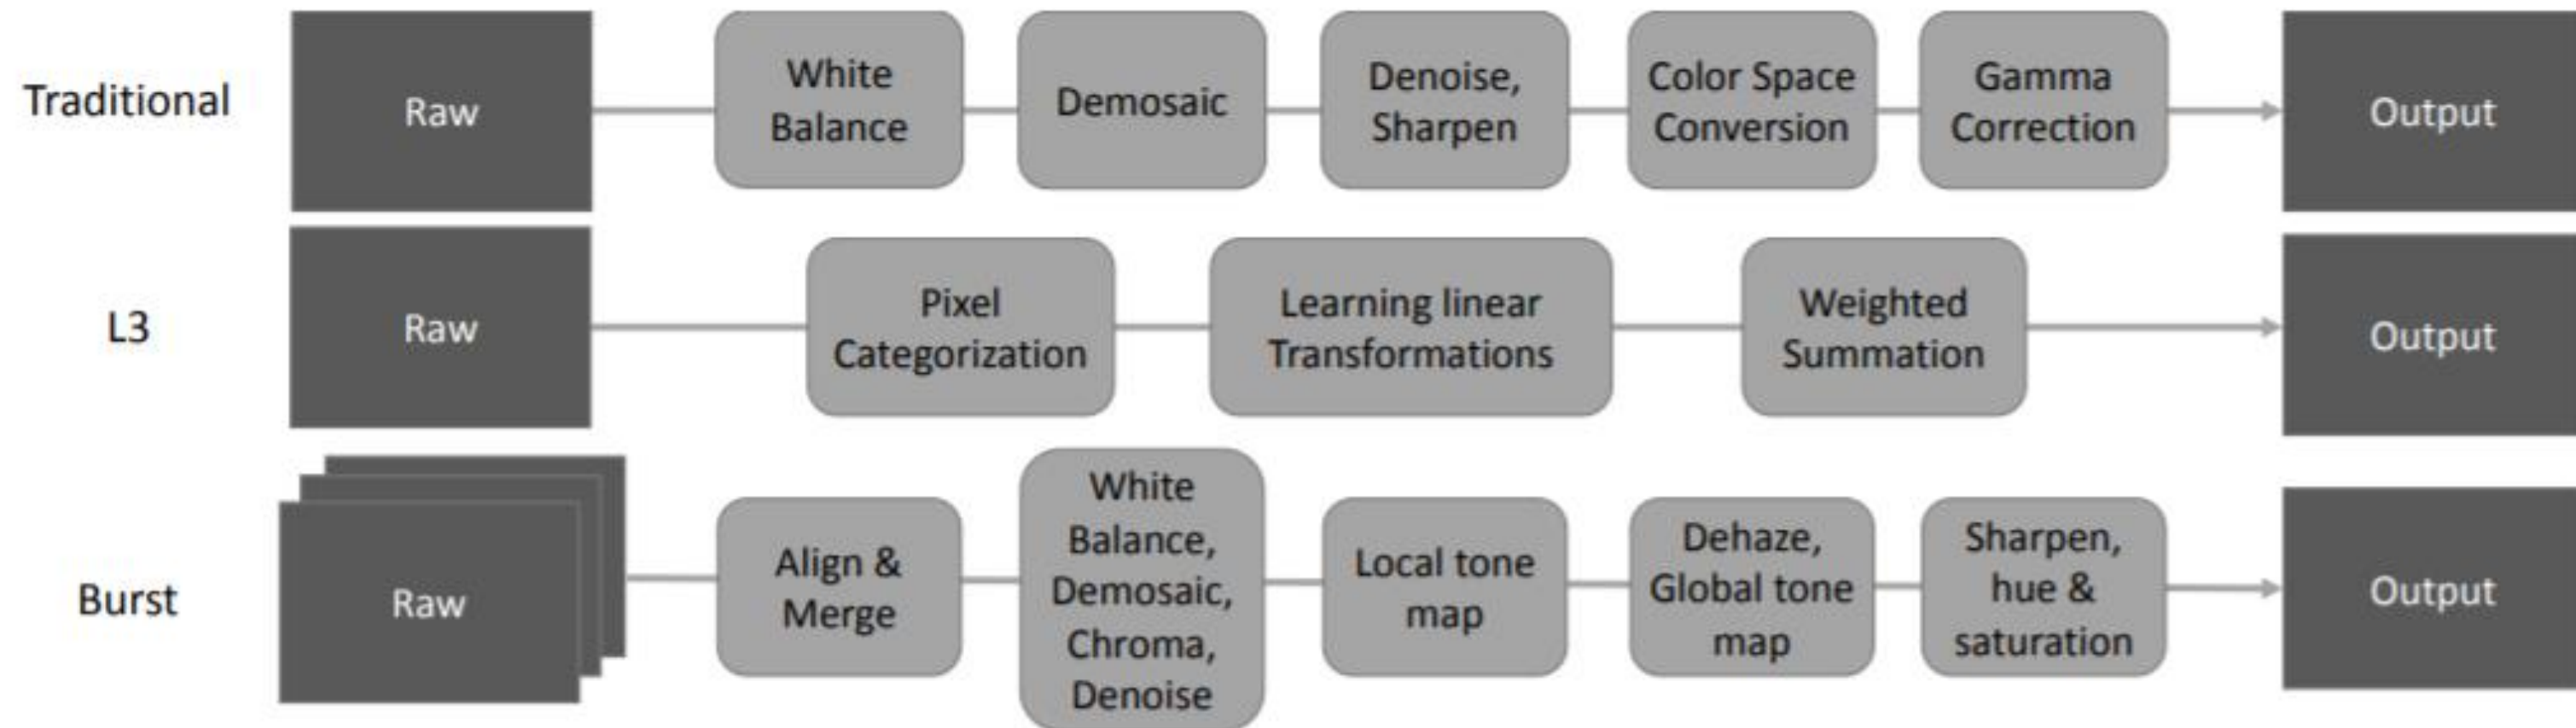 Traditional
Raw
White
Balance
Demosaic
Denoise,
Sharpen
Color Space
Conversion
Gamma
Correction
Output
L3
Raw
Pixel
Categorization
Learning linear
Transformations
Weighted
Summation
Output
Burst
Raw
Align &
Merge
White
Balance,
Demosaic,
Chroma,
Denoise
Local tone
map
Dehaze,
Global tone
map
Sharpen,
hue &
saturation
Output